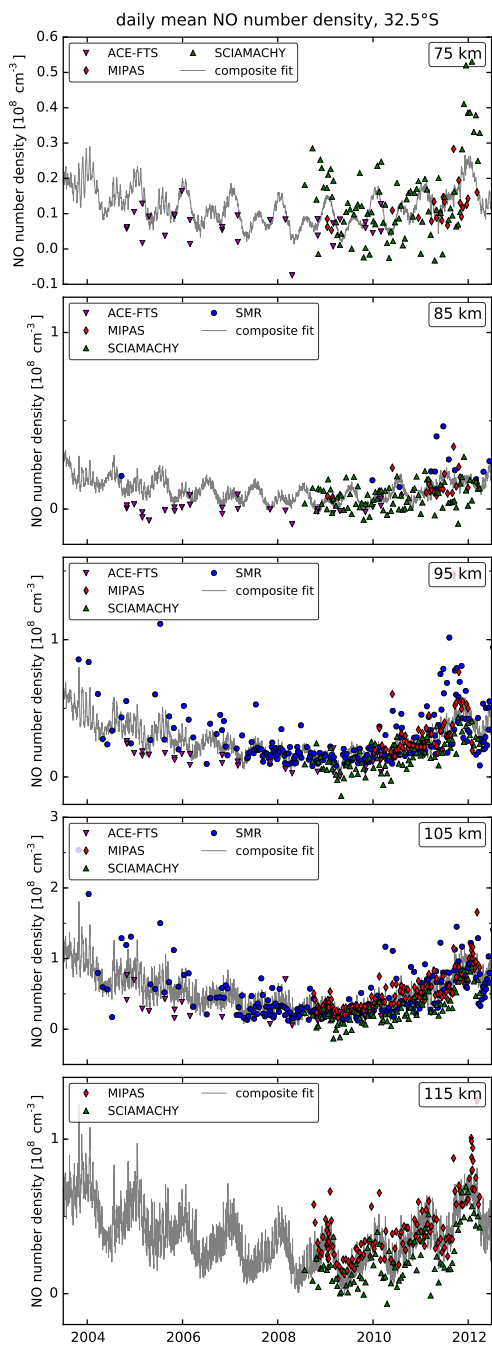 daily mean NO number density, 32.5°S
NO number density [10⁸ cm⁻³]
0.6
0.5
0.4
0.3
0.2
0.1
0.0
-0.1
ACE-FTS
MIPAS
SCIAMACHY
composite fit
75 km
NO number density [10⁸ cm⁻³]
1
0
ACE-FTS
MIPAS
SCIAMACHY
SMR
composite fit
85 km
NO number density [10⁸ cm⁻³]
1
0
ACE-FTS
MIPAS
SCIAMACHY
SMR
composite fit
95 km
NO number density [10⁸ cm⁻³]
3
2
1
0
ACE-FTS
MIPAS
SCIAMACHY
SMR
composite fit
105 km
NO number density [10⁸ cm⁻³]
1
0
MIPAS
SCIAMACHY
composite fit
115 km
2004 2006 2008 2010 2012